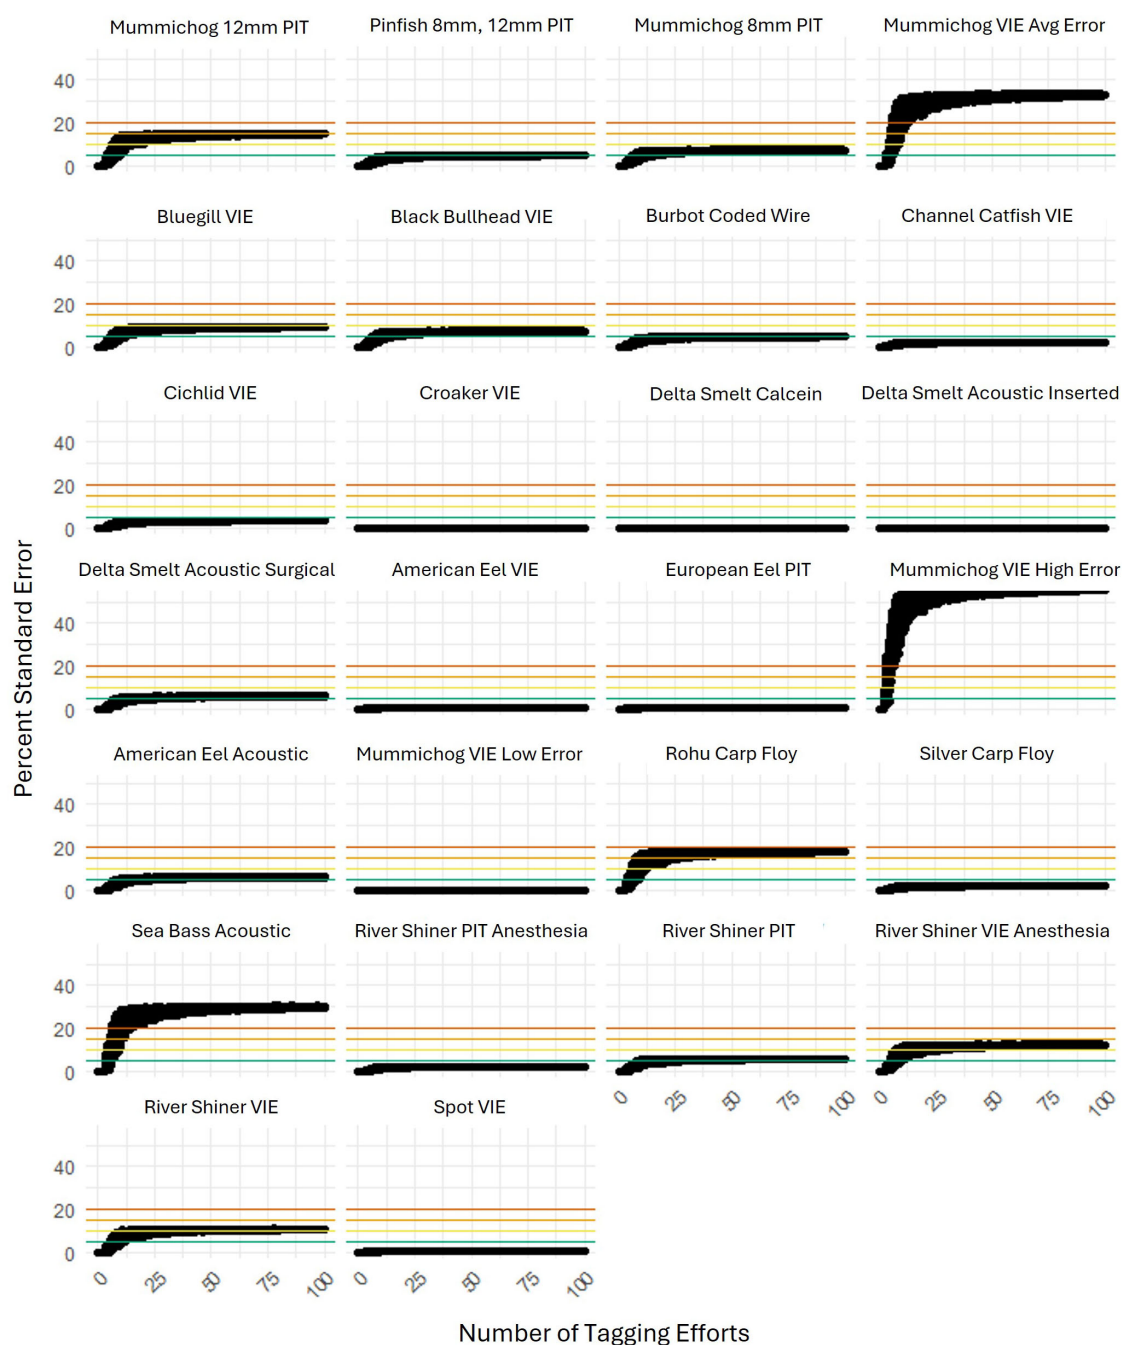 Mummichog 12mm PIT
Pinfish 8mm, 12mm PIT
Mummichog 8mm PIT
Mummichog VIE Avg Error
40
20
0
Bluegill VIE
Black Bullhead VIE
Burbot Coded Wire
Channel Catfish VIE
40
20
0
Cichlid VIE
Croaker VIE
Delta Smelt Calcein
Delta Smelt Acoustic Inserted
40
20
0
Delta Smelt Acoustic Surgical
American Eel VIE
European Eel PIT
Mummichog VIE High Error
40
20
0
Percent Standard Error
American Eel Acoustic
Mummichog VIE Low Error
Rohu Carp Floy
Silver Carp Floy
40
20
0
Sea Bass Acoustic
River Shiner PIT Anesthesia
River Shiner PIT
River Shiner VIE Anesthesia
40
20
0
0 25 50 75 100
0 25 50 75 100
River Shiner VIE
Spot VIE
40
20
0
0 25 50 75 100
0 25 50 75 100
Number of Tagging Efforts